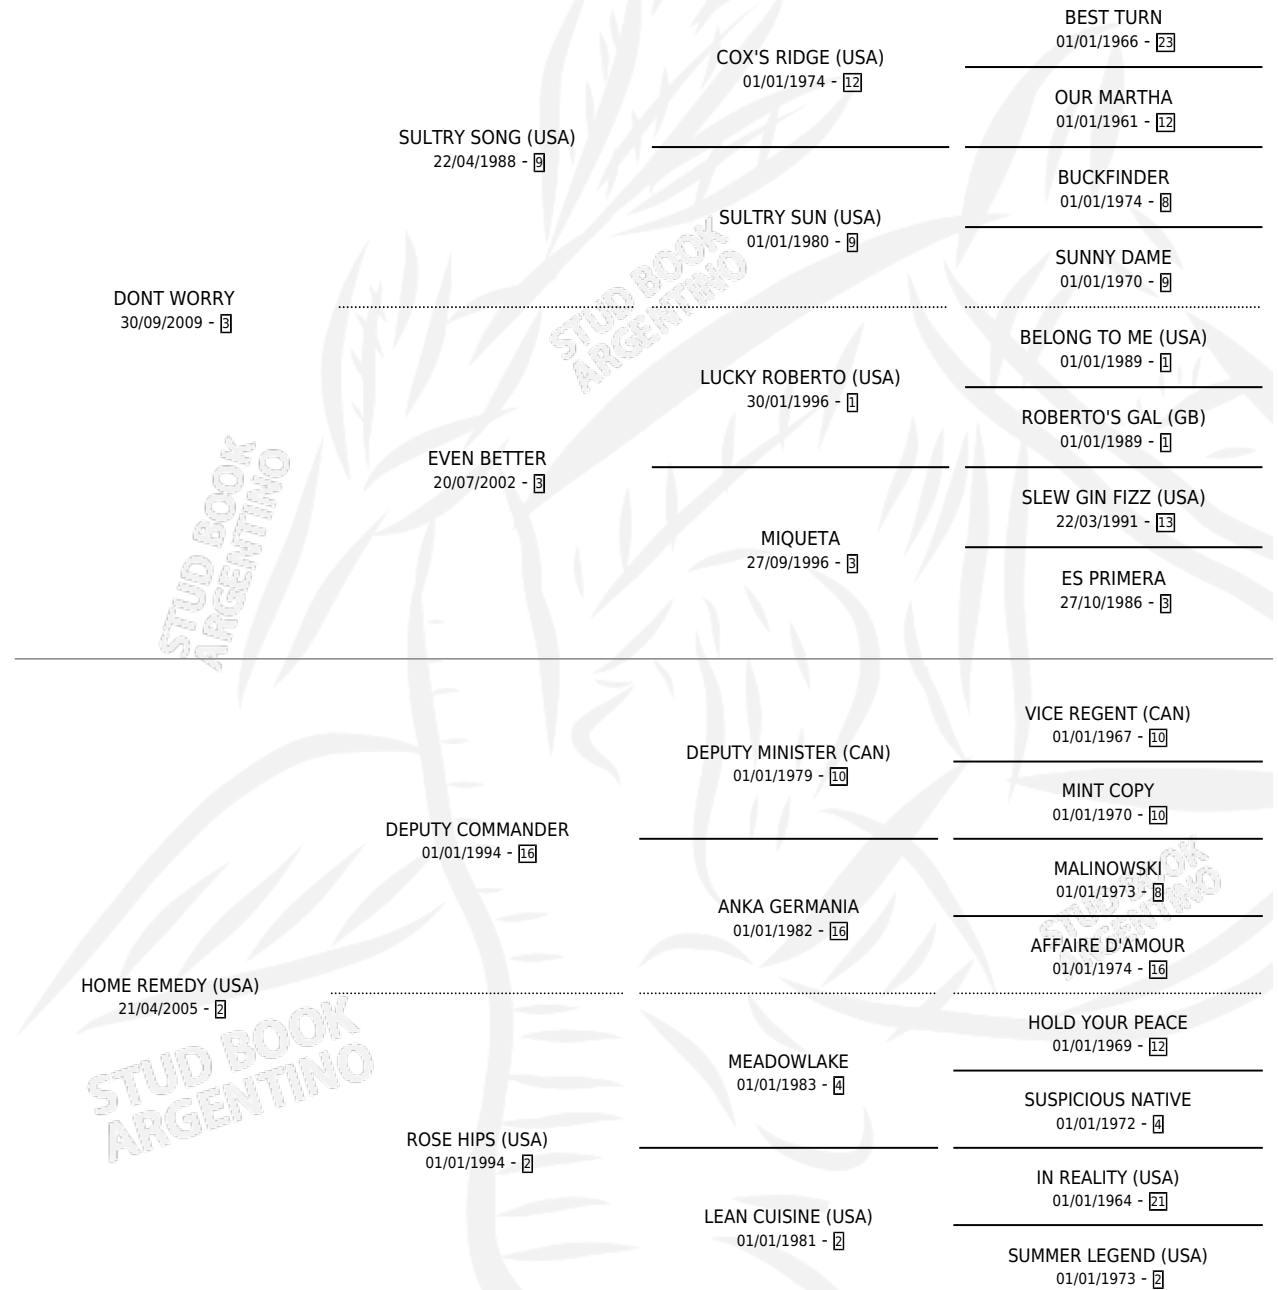 BEST TURN
01/01/1966 - 23
COX'S RIDGE (USA)
01/01/1974 - 12
OUR MARTHA
01/01/1961 - 12
SULTRY SONG (USA)
22/04/1988 - 9
BUCKFINDER
01/01/1974 - 8
SULTRY SUN (USA)
01/01/1980 - 9
SUNNY DAME
01/01/1970 - 9
DONT WORRY
30/09/2009 - 3
BELONG TO ME (USA)
01/01/1989 - 1
LUCKY ROBERTO (USA)
30/01/1996 - 1
ROBERTO'S GAL (GB)
01/01/1989 - 1
EVEN BETTER
20/07/2002 - 3
SLEW GIN FIZZ (USA)
22/03/1991 - 13
MIQUETA
27/09/1996 - 3
ES PRIMERA
27/10/1986 - 3
STUD BOOK
ARGENTINO
STUD BOOK
ARGENTINO
VICE REGENT (CAN)
01/01/1967 - 10
DEPUTY MINISTER (CAN)
01/01/1979 - 10
MINT COPY
01/01/1970 - 10
DEPUTY COMMANDER
01/01/1994 - 16
MALINOWSKI
01/01/1973 - 8
ANKA GERMANIA
01/01/1982 - 16
AFFAIRE D'AMOUR
01/01/1974 - 16
STUD BOOK
ARGENTINO
HOME REMEDY (USA)
21/04/2005 - 2
HOLD YOUR PEACE
01/01/1969 - 12
MEADOWLAKE
01/01/1983 - 4
SUSPICIOUS NATIVE
01/01/1972 - 4
ROSE HIPS (USA)
01/01/1994 - 2
IN REALITY (USA)
01/01/1964 - 21
LEAN CUISINE (USA)
01/01/1981 - 2
SUMMER LEGEND (USA)
01/01/1973 - 2
STUD BOOK
ARGENTINO